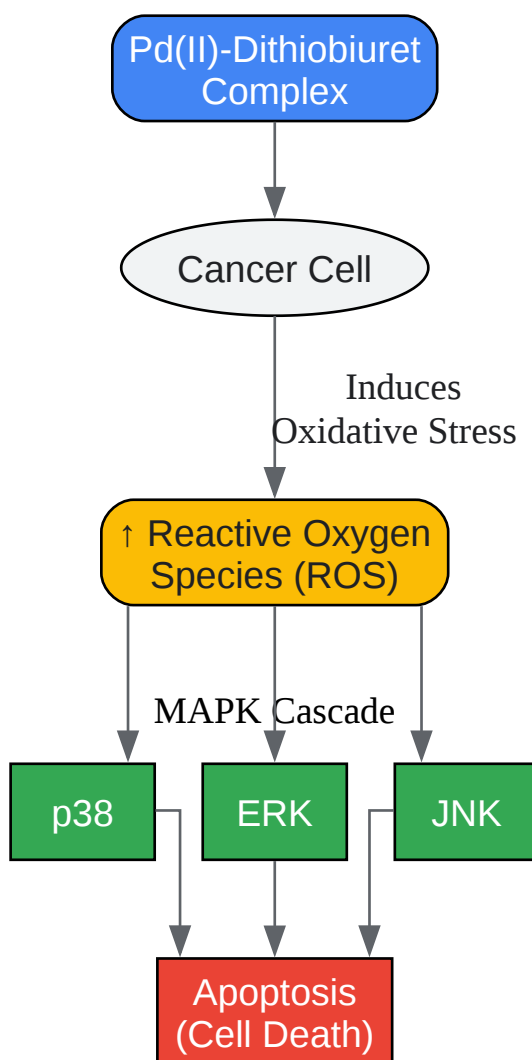 Pd(II)-Dithiobiuret
Complex
Cancer Cell
Induces
Oxidative Stress
↑ Reactive Oxygen
Species (ROS)
MAPK Cascade
p38
ERK
JNK
Apoptosis
(Cell Death)